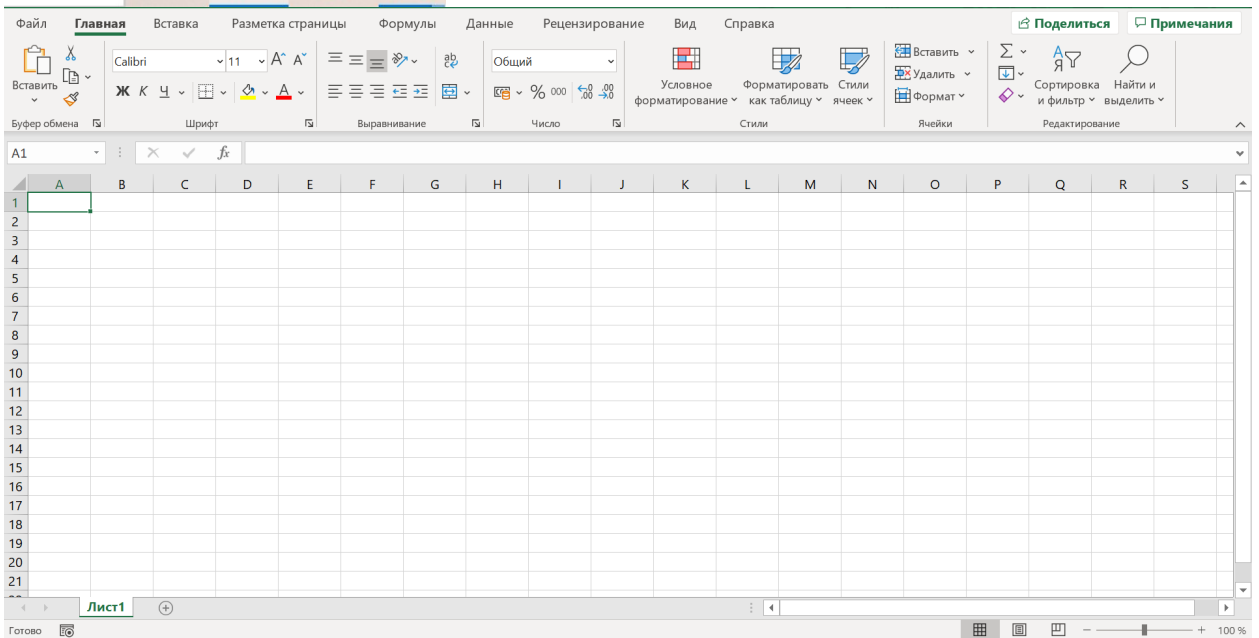 Файл Главная Вставка Разметка страницы Формулы Данные Рецензирование Вид Справка Поделиться Примечания
Calibri 11 A^ Aˇ ab c Общий Вставить Σ
Вставить Условное форматирование Форматировать как таблицу Стили ячеек Удалить Сортировка и фильтр Найти и выделить
Ж К Ч А % 000 ,00 Формат
Буфер обмена Шрифт Выравнивание Число Стили Ячейки Редактирование
A1 fx
A B C D E F G H I J K L M N O P Q R S
1
2
3
4
5
6
7
8
9
10
11
12
13
14
15
16
17
18
19
20
21
Лист1
Готово 100 %